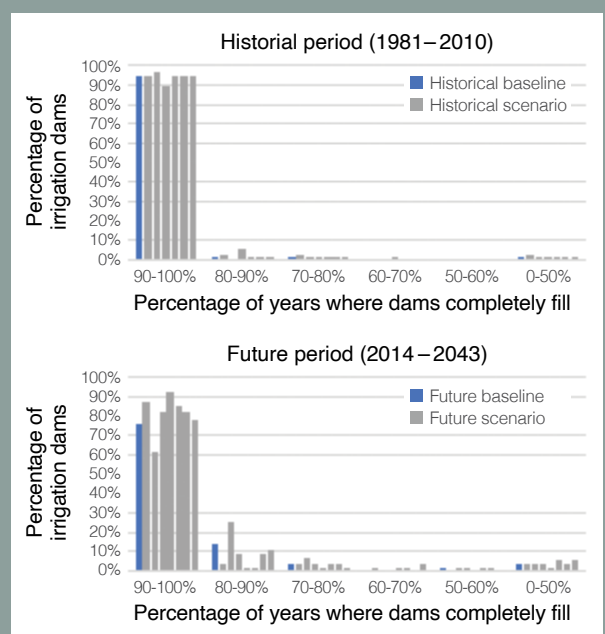 Historial period (1981–2010)
Percentage of
irrigation dams
100%
90%
80%
70%
60%
50%
40%
30%
20%
10%
0%
Historical baseline
Historical scenario
90-100% 80-90% 70-80% 60-70% 50-60% 0-50%
Percentage of years where dams completely fill
Future period (2014–2043)
Percentage of
irrigation dams
100%
90%
80%
70%
60%
50%
40%
30%
20%
10%
0%
Future baseline
Future scenario
90-100% 80-90% 70-80% 60-70% 50-60% 0-50%
Percentage of years where dams completely fill